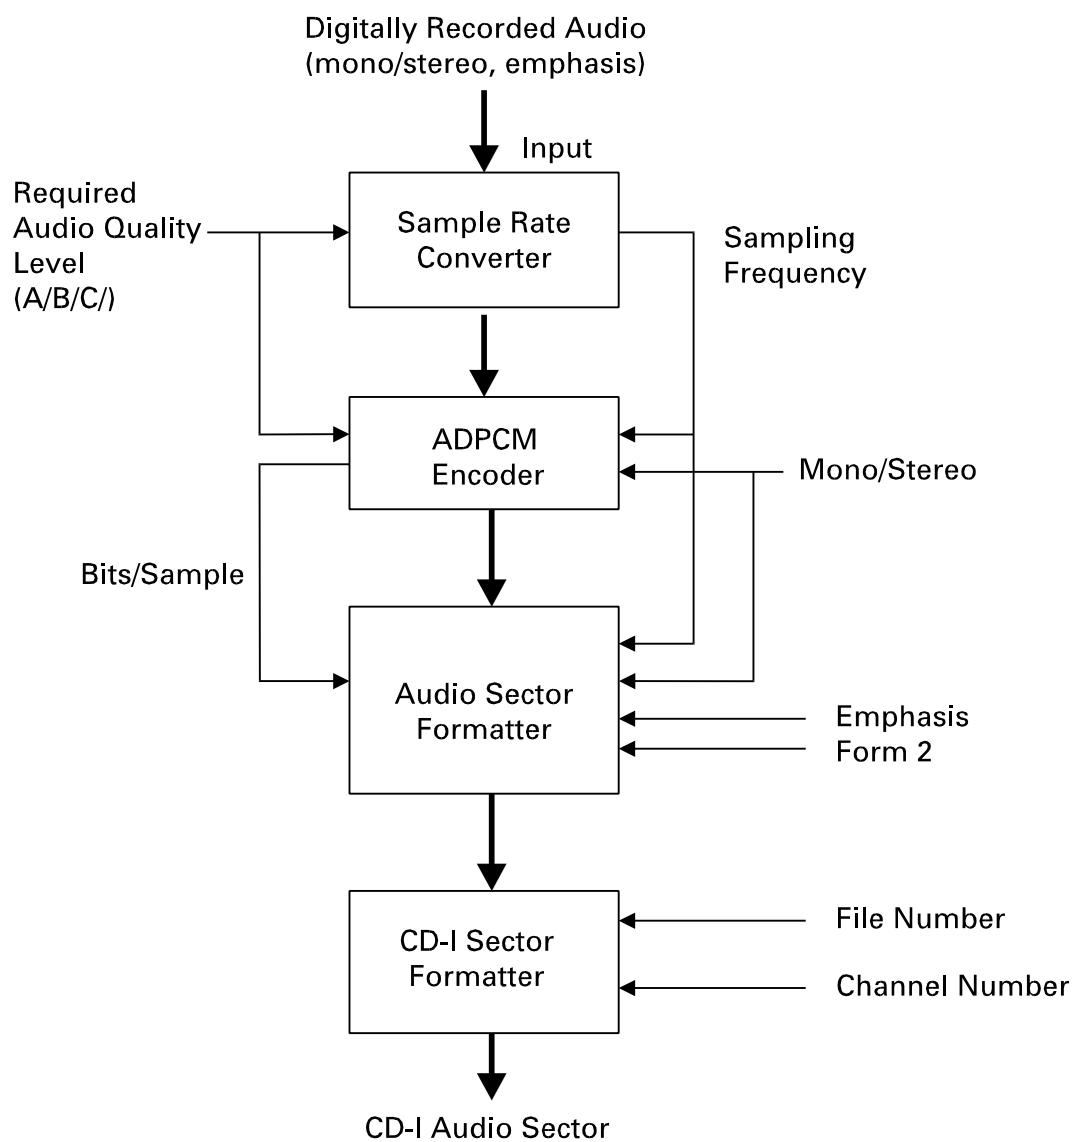 Digitally Recorded Audio
(mono/stereo, emphasis)
Input
Required
Audio Quality
Level
(A/B/C/)
Sample Rate
Converter
Sampling
Frequency
ADPCM
Encoder
Mono/Stereo
Bits/Sample
Audio Sector
Formatter
Emphasis
Form 2
CD-I Sector
Formatter
File Number
Channel Number
CD-I Audio Sector